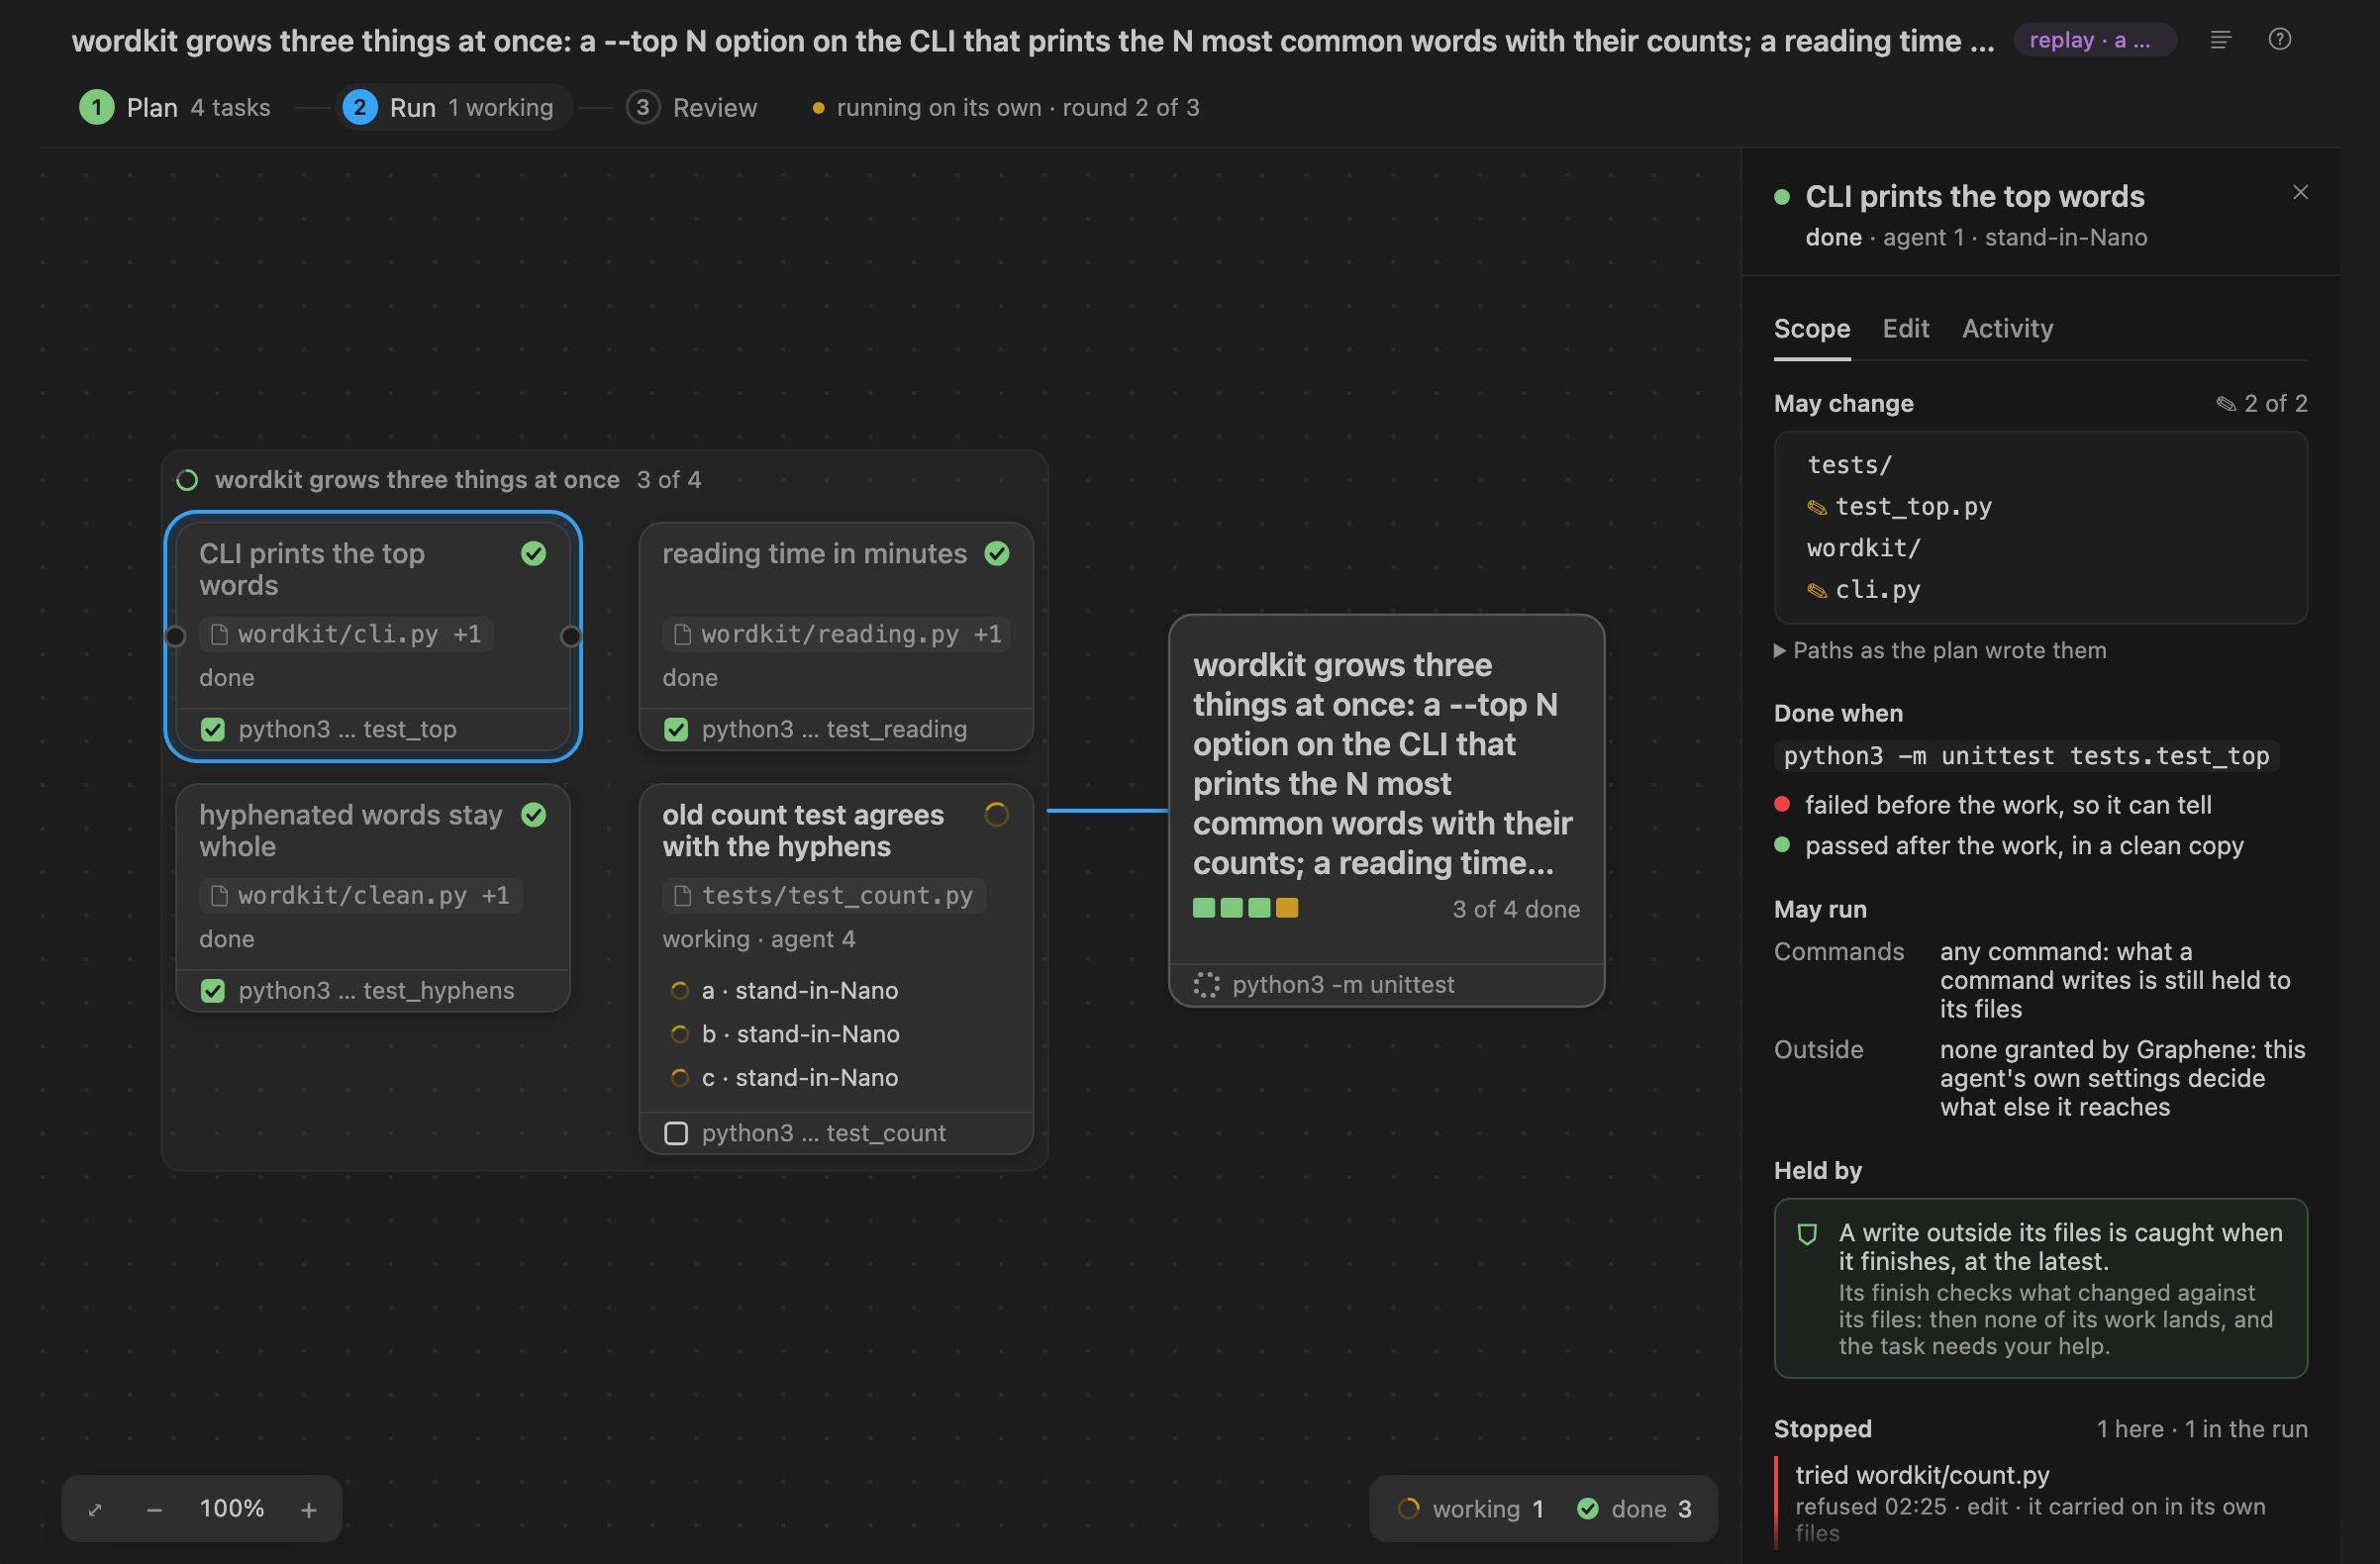 wordkit grows three things at once: a --top N option on the CLI that prints the N most common words with their counts; a reading time ...
replay · a ...
?
1 Plan 4 tasks
2 Run 1 working
3 Review
running on its own · round 2 of 3
wordkit grows three things at once 3 of 4
CLI prints the top
words
wordkit/cli.py +1
done
python3 ... test_top
reading time in minutes
wordkit/reading.py +1
done
python3 ... test_reading
hyphenated words stay
whole
wordkit/clean.py +1
done
python3 ... test_hyphens
old count test agrees
with the hyphens
tests/test_count.py
working · agent 4
a · stand-in-Nano
b · stand-in-Nano
c · stand-in-Nano
python3 ... test_count
wordkit grows three
things at once: a --top N
option on the CLI that
prints the N most
common words with their
counts; a reading time...
3 of 4 done
python3 -m unittest
100%
working 1
done 3
CLI prints the top words
done · agent 1 · stand-in-Nano
Scope Edit Activity
May change
2 of 2
tests/
test_top.py
wordkit/
cli.py
Paths as the plan wrote them
Done when
python3 -m unittest tests.test_top
failed before the work, so it can tell
passed after the work, in a clean copy
May run
Commands
any command: what a
command writes is still held to
its files
Outside
none granted by Graphene: this
agent's own settings decide
what else it reaches
Held by
A write outside its files is caught when
it finishes, at the latest.
Its finish checks what changed against
its files: then none of its work lands, and
the task needs your help.
Stopped
1 here · 1 in the run
tried wordkit/count.py
refused 02:25 · edit · it carried on in its own
files